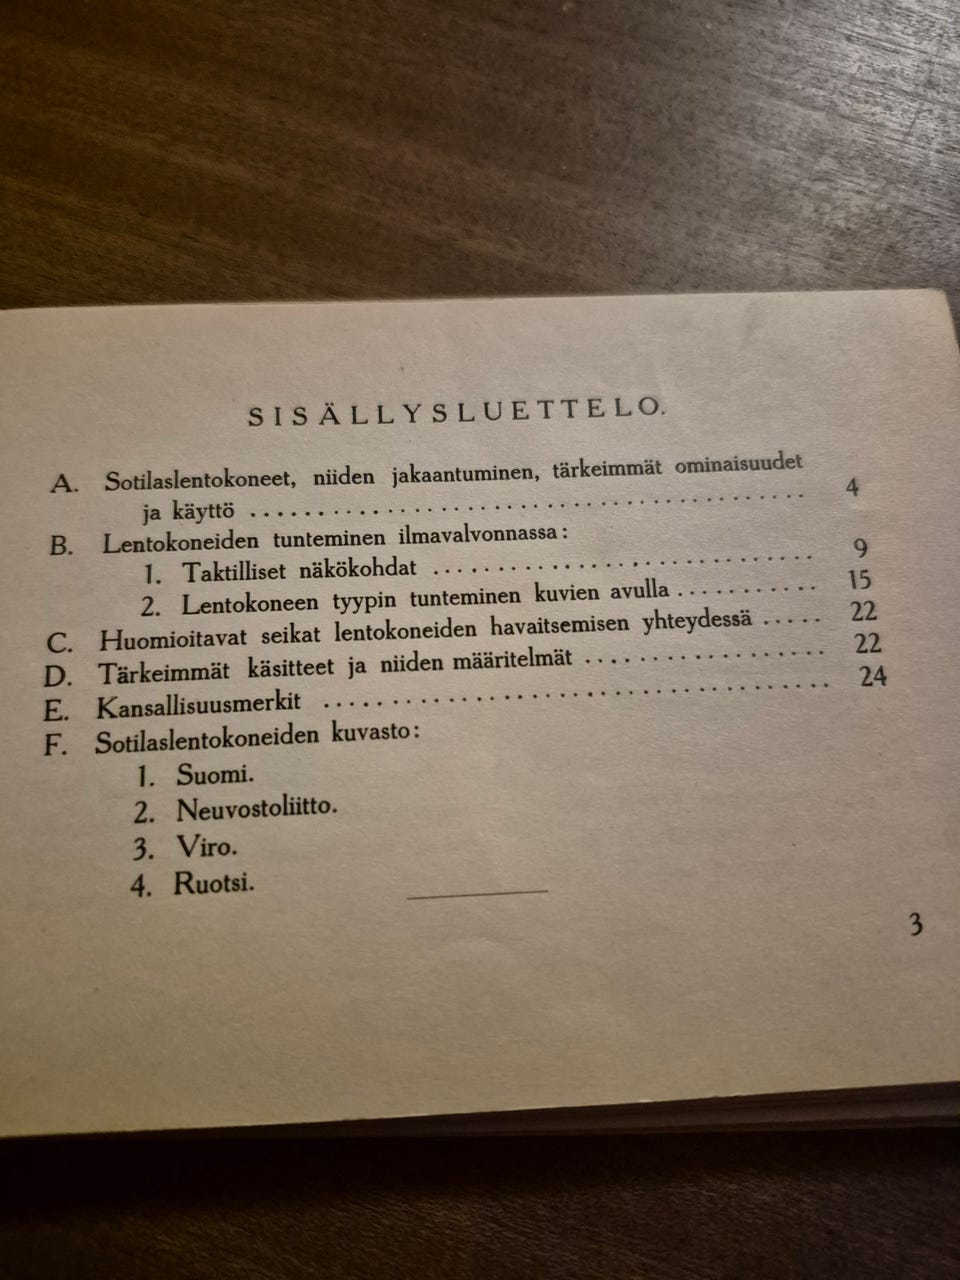 SISÄLLYSLUETTELO.
A. Sotilaslentokoneet, niiden jakaantuminen, tärkeimmät ominaisuudet
ja käyttö ........................................ 4
B. Lentokoneiden tunteminen ilmavalvonnassa:
1. Taktilliset näkökohdat ............................ 9
2. Lentokoneen tyypin tunteminen kuvien avulla ........... 15
C. Huomioitavat seikat lentokoneiden havaitsemisen yhteydessä ..... 22
D. Tärkeimmät käsitteet ja niiden määritelmät .................. 22
E. Kansallisuusmerkit ...................................... 24
F. Sotilaslentokoneiden kuvasto:
1. Suomi.
2. Neuvostoliitto.
3. Viro.
4. Ruotsi.
3